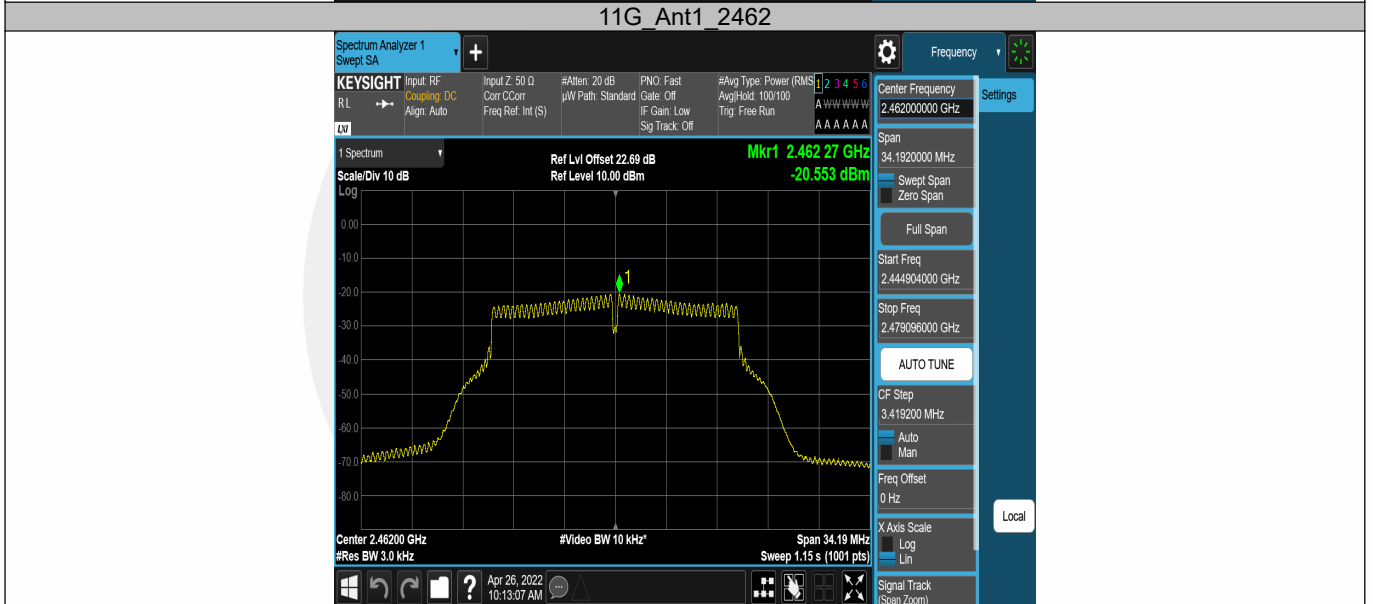 11G_Ant1_2462
Spectrum Analyzer 1
Swept SA
+
Frequency
KEYSIGHT
RL
LXI
Input: RF
Coupling: DC
Align: Auto
Input Z: 50 Ω
Corr CCorr
Freq Ref: Int (S)
#Atten: 20 dB
µW Path: Standard
PNO: Fast
Gate: Off
IF Gain: Low
Sig Track: Off
#Avg Type: Power (RMS
Avg|Hold: 100/100
Trig: Free Run
1 2 3 4 5 6
A W W W W W
A A A A A A
1 Spectrum
Scale/Div 10 dB
Log
Ref Lvl Offset 22.69 dB
Ref Level 10.00 dBm
Mkr1 2.462 27 GHz
-20.553 dBm
0.00
-10.0
-20.0
-30.0
-40.0
-50.0
-60.0
-70.0
-80.0
1
Center 2.46200 GHz
#Res BW 3.0 kHz
#Video BW 10 kHz*
Span 34.19 MHz
Sweep 1.15 s (1001 pts)
?
Apr 26, 2022
10:13:07 AM
Center Frequency
2.462000000 GHz
Span
34.1920000 MHz
Swept Span
Zero Span
Full Span
Start Freq
2.444904000 GHz
Stop Freq
2.479096000 GHz
AUTO TUNE
CF Step
3.419200 MHz
Auto
Man
Freq Offset
0 Hz
X Axis Scale
Log
Lin
Signal Track
(Span Zoom)
Settings
Local